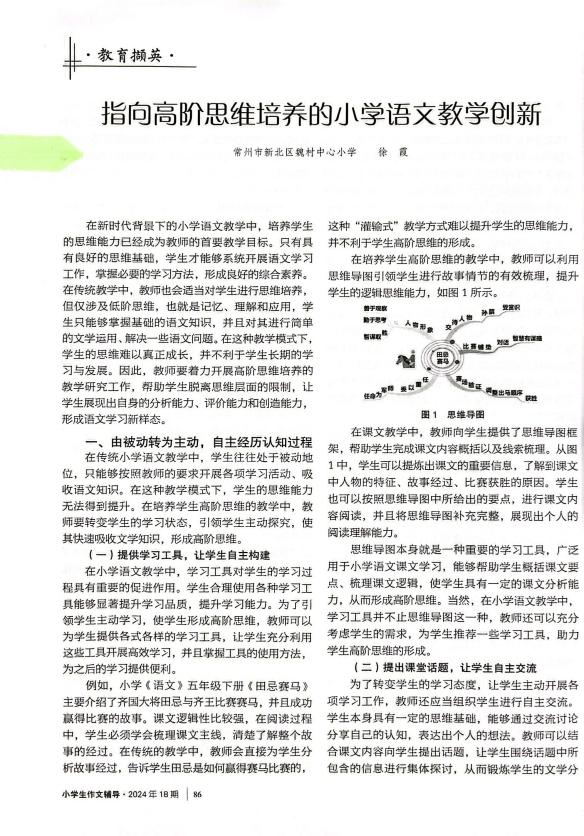 ·教育撷英·
指向高阶思维培养的小学语文教学创新
常州市新北区魏村中心小学 徐 霞
在新时代背景下的小学语文教学中，培养学生
的思维能力已经成为教师的首要教学目标。只有具
有良好的思维基础，学生才能够系统开展语文学习
工作，掌握必要的学习方法，形成良好的综合素养。
在传统教学中，教师也会适当对学生进行思维培养，
但仅涉及低阶思维，也就是记忆、理解和应用，学
生只能够掌握基础的语文知识，并且对其进行简单
的文学运用、解决一些语文问题。在这种教学模式下，
学生的思维难以真正成长，并不利于学生长期的学
习与发展。因此，教师要着力开展高阶思维培养的
教学研究工作，帮助学生脱离思维层面的限制，让
学生展现出自身的分析能力、评价能力和创造能力，
形成语文学习新样态。
一、由被动转为主动，自主经历认知过程
在传统小学语文教学中，学生往往处于被动地
位，只能够按照教师的要求开展各项学习活动、吸
收语文知识。在这种教学模式下，学生的思维能力
无法得到提升。在培养学生高阶思维的教学中，教
师要转变学生的学习状态，引领学生主动探究，使
其快速吸收文学知识，形成高阶思维。
（一）提供学习工具，让学生自主构建
在小学语文教学中，学习工具对学生的学习过
程具有重要的促进作用。学生合理使用各种学习工
具能够显著提升学习品质，提升学习能力。为了引
领学生主动学习，使学生形成高阶思维，教师可以
为学生提供各式各样的学习工具，让学生充分利用
这些工具开展高效学习，并且掌握工具的使用方法，
为之后的学习提供便利。
例如，小学《语文》五年级下册《田忌赛马》
主要介绍了齐国大将田忌与齐王比赛赛马，并且成功
赢得比赛的故事。课文逻辑性比较强，在阅读过程
中，学生必须学会梳理课文主线，清楚了解整个故
事的经过。在传统的教学中，教师会直接为学生分
析故事经过，告诉学生田忌是如何赢得赛马比赛的，
这种“灌输式”教学方式难以提升学生的思维能力，
并不利于学生高阶思维的形成。
在培养学生高阶思维的教学中，教师可以利用
思维导图引领学生进行故事情节的有效梳理，提升
学生的逻辑思维能力，如图 1 所示。
善于观察
勤于思考
智谋取胜
人物形象
交待人物
孙膑
受赏识
田忌
赛马
比赛铺垫
对话
智慧有谋略
任命为军师
委以重任
赛场验证
调整出马顺序
获胜
图 1 思维导图
在课文教学中，教师向学生提供了思维导图框
架，帮助学生完成课文内容概括以及线索梳理。从图
1 中，学生可以提炼出课文的重要信息，了解到课文
中人物的特征、故事经过、比赛获胜的原因。学生
也可以按照思维导图中所给出的要点，进行课文内
容阅读，并且将思维导图补充完整，展现出个人的
阅读理解能力。
思维导图本身就是一种重要的学习工具，广泛
用于小学语文课文学习，能够帮助学生概括课文要
点、梳理课文逻辑，使学生具有一定的课文分析能
力，从而形成高阶思维。当然，在小学语文教学中，
学习工具并不止思维导图这一种，教师还可以充分
考虑学生的需求，为学生推荐一些学习工具，助力
学生高阶思维的形成。
（二）提出课堂话题，让学生自主交流
为了转变学生的学习态度，让学生主动开展各
项学习工作，教师还应当组织学生进行自主交流。
学生本身具有一定的思维基础，能够通过交流讨论
分享自己的认知，表达出个人的想法。教师可以结
合课文内容向学生提出话题，让学生围绕话题中所
包含的信息进行集体探讨，从而锻炼学生的文学分
小学生作文辅导·2024 年 18 期 86